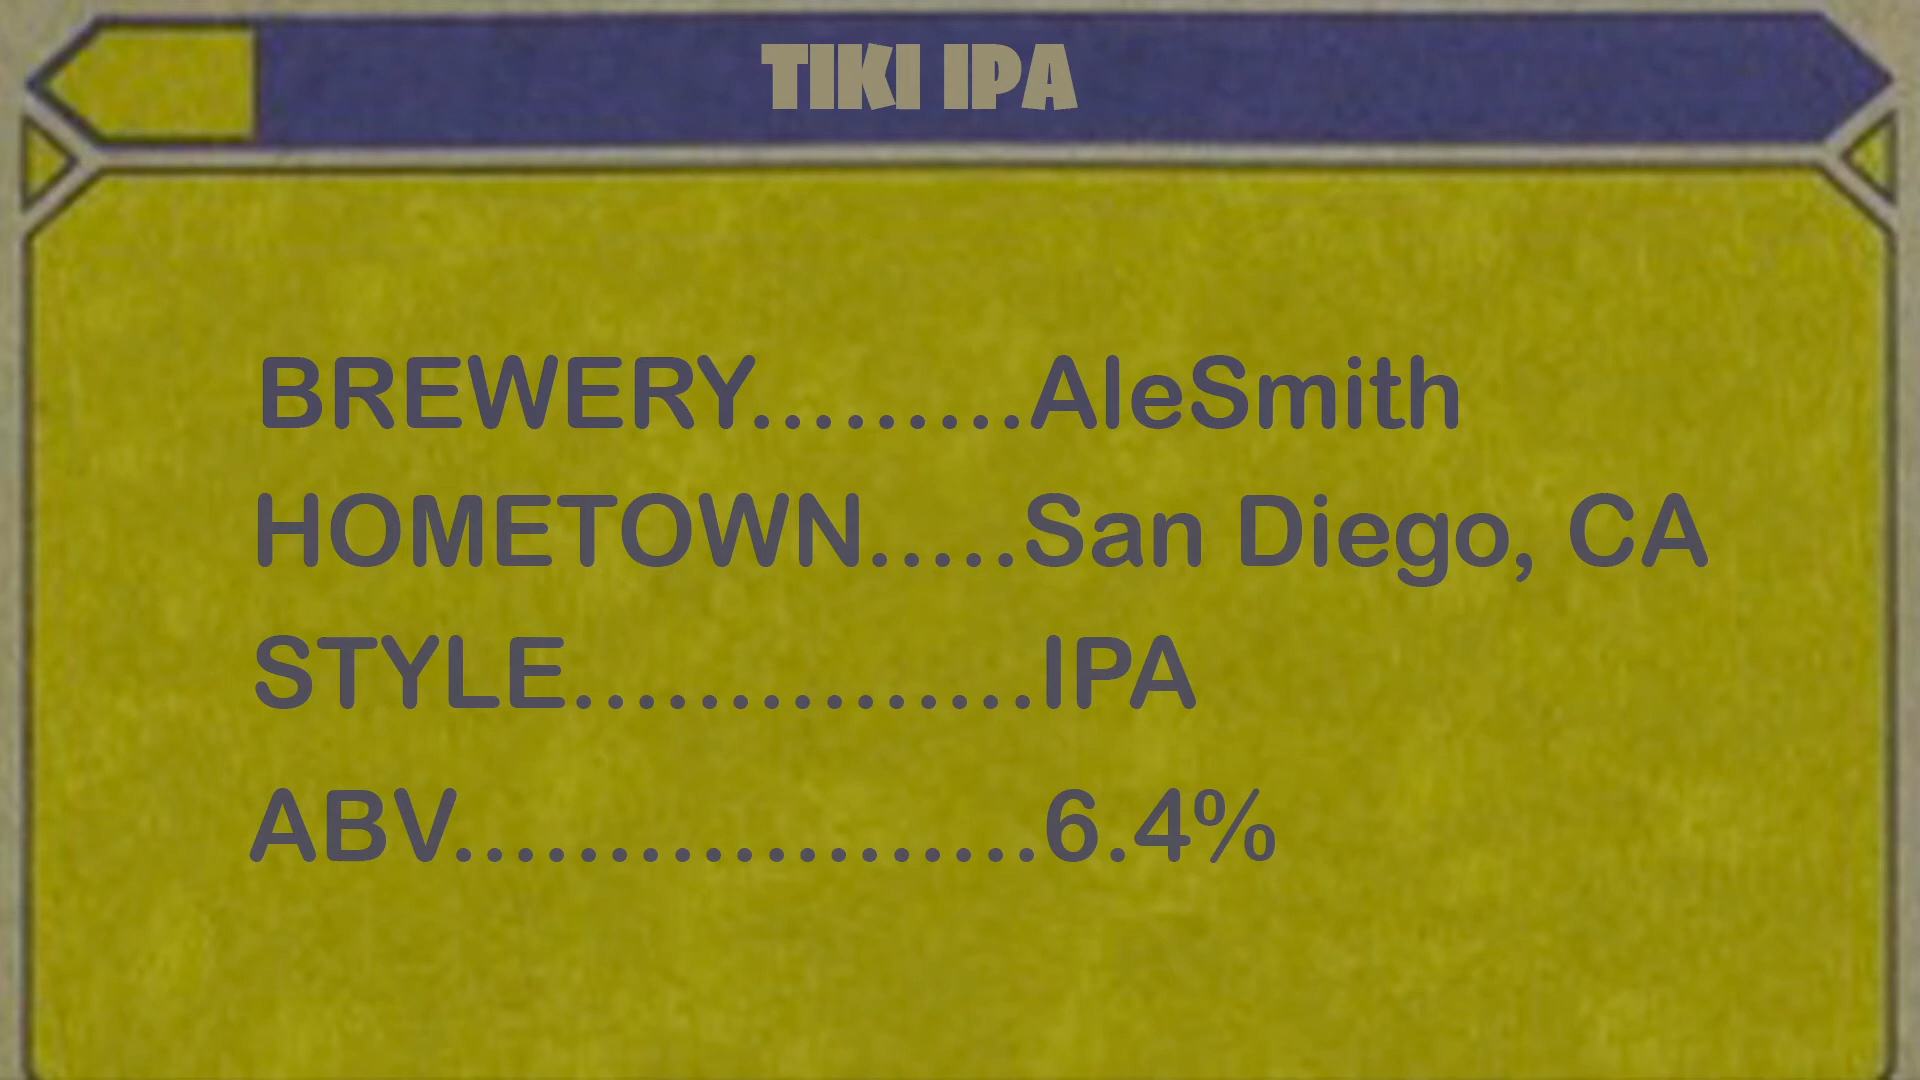 TIKI IPA
BREWERY.........AleSmith
HOMETOWN.....San Diego, CA
STYLE...............IPA
ABV...................6.4%